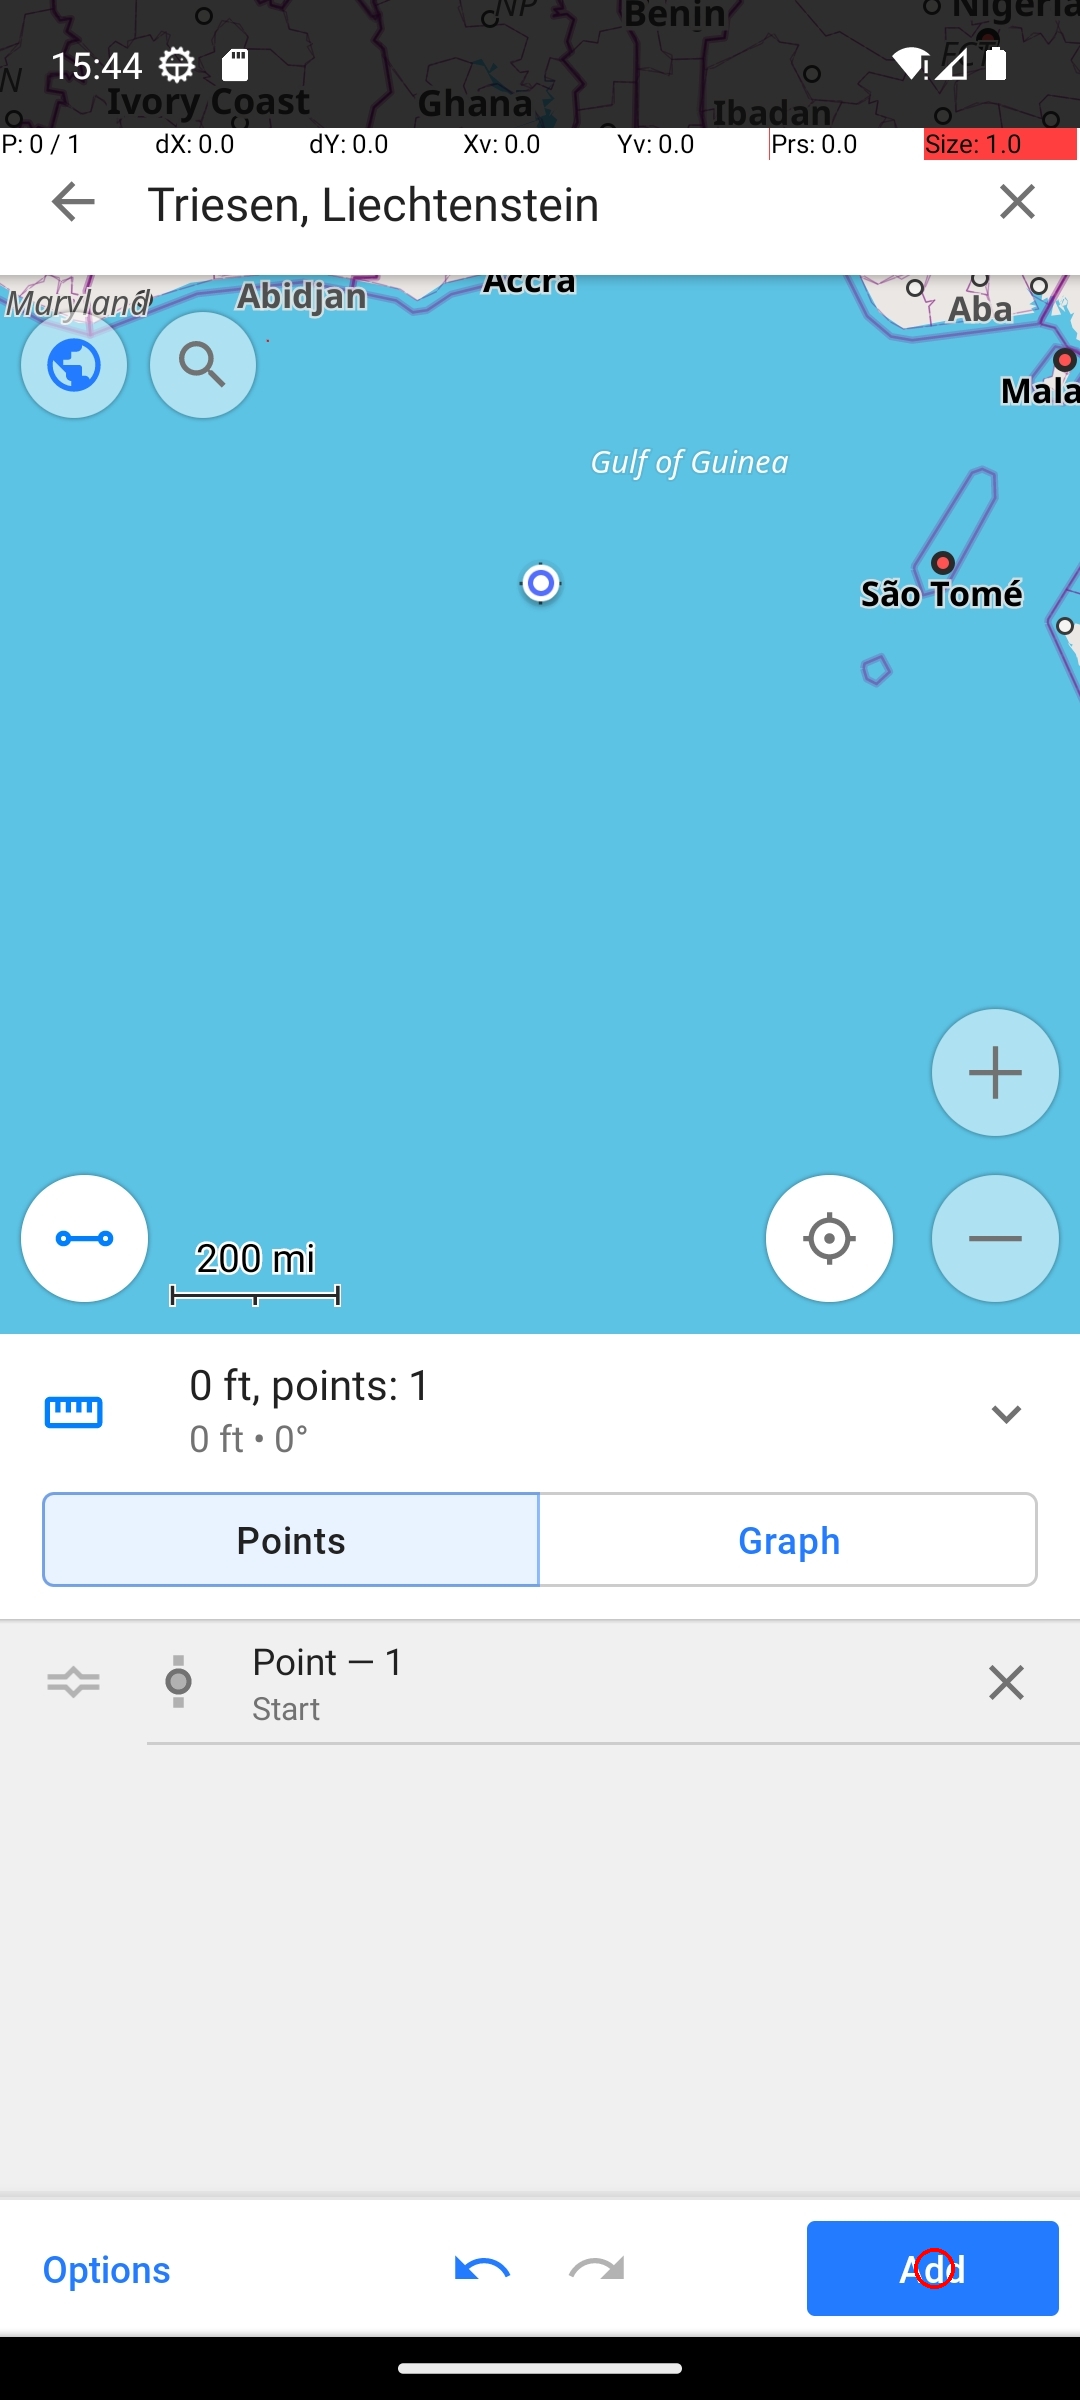 NP
Benin
Nigeria
15:44
N
Ivory Coast
Ghana
Ibadan
P: 0 / 1
dX: 0.0
dY: 0.0
Xv: 0.0
Yv: 0.0
Prs: 0.0
Size: 1.0
Triesen, Liechtenstein
Maryland
Abidjan
Accra
Aba
Mala
Gulf of Guinea
São Tomé
200 mi
0 ft, points: 1
0 ft • 0°
Points
Graph
Point — 1
Start
Options
Add